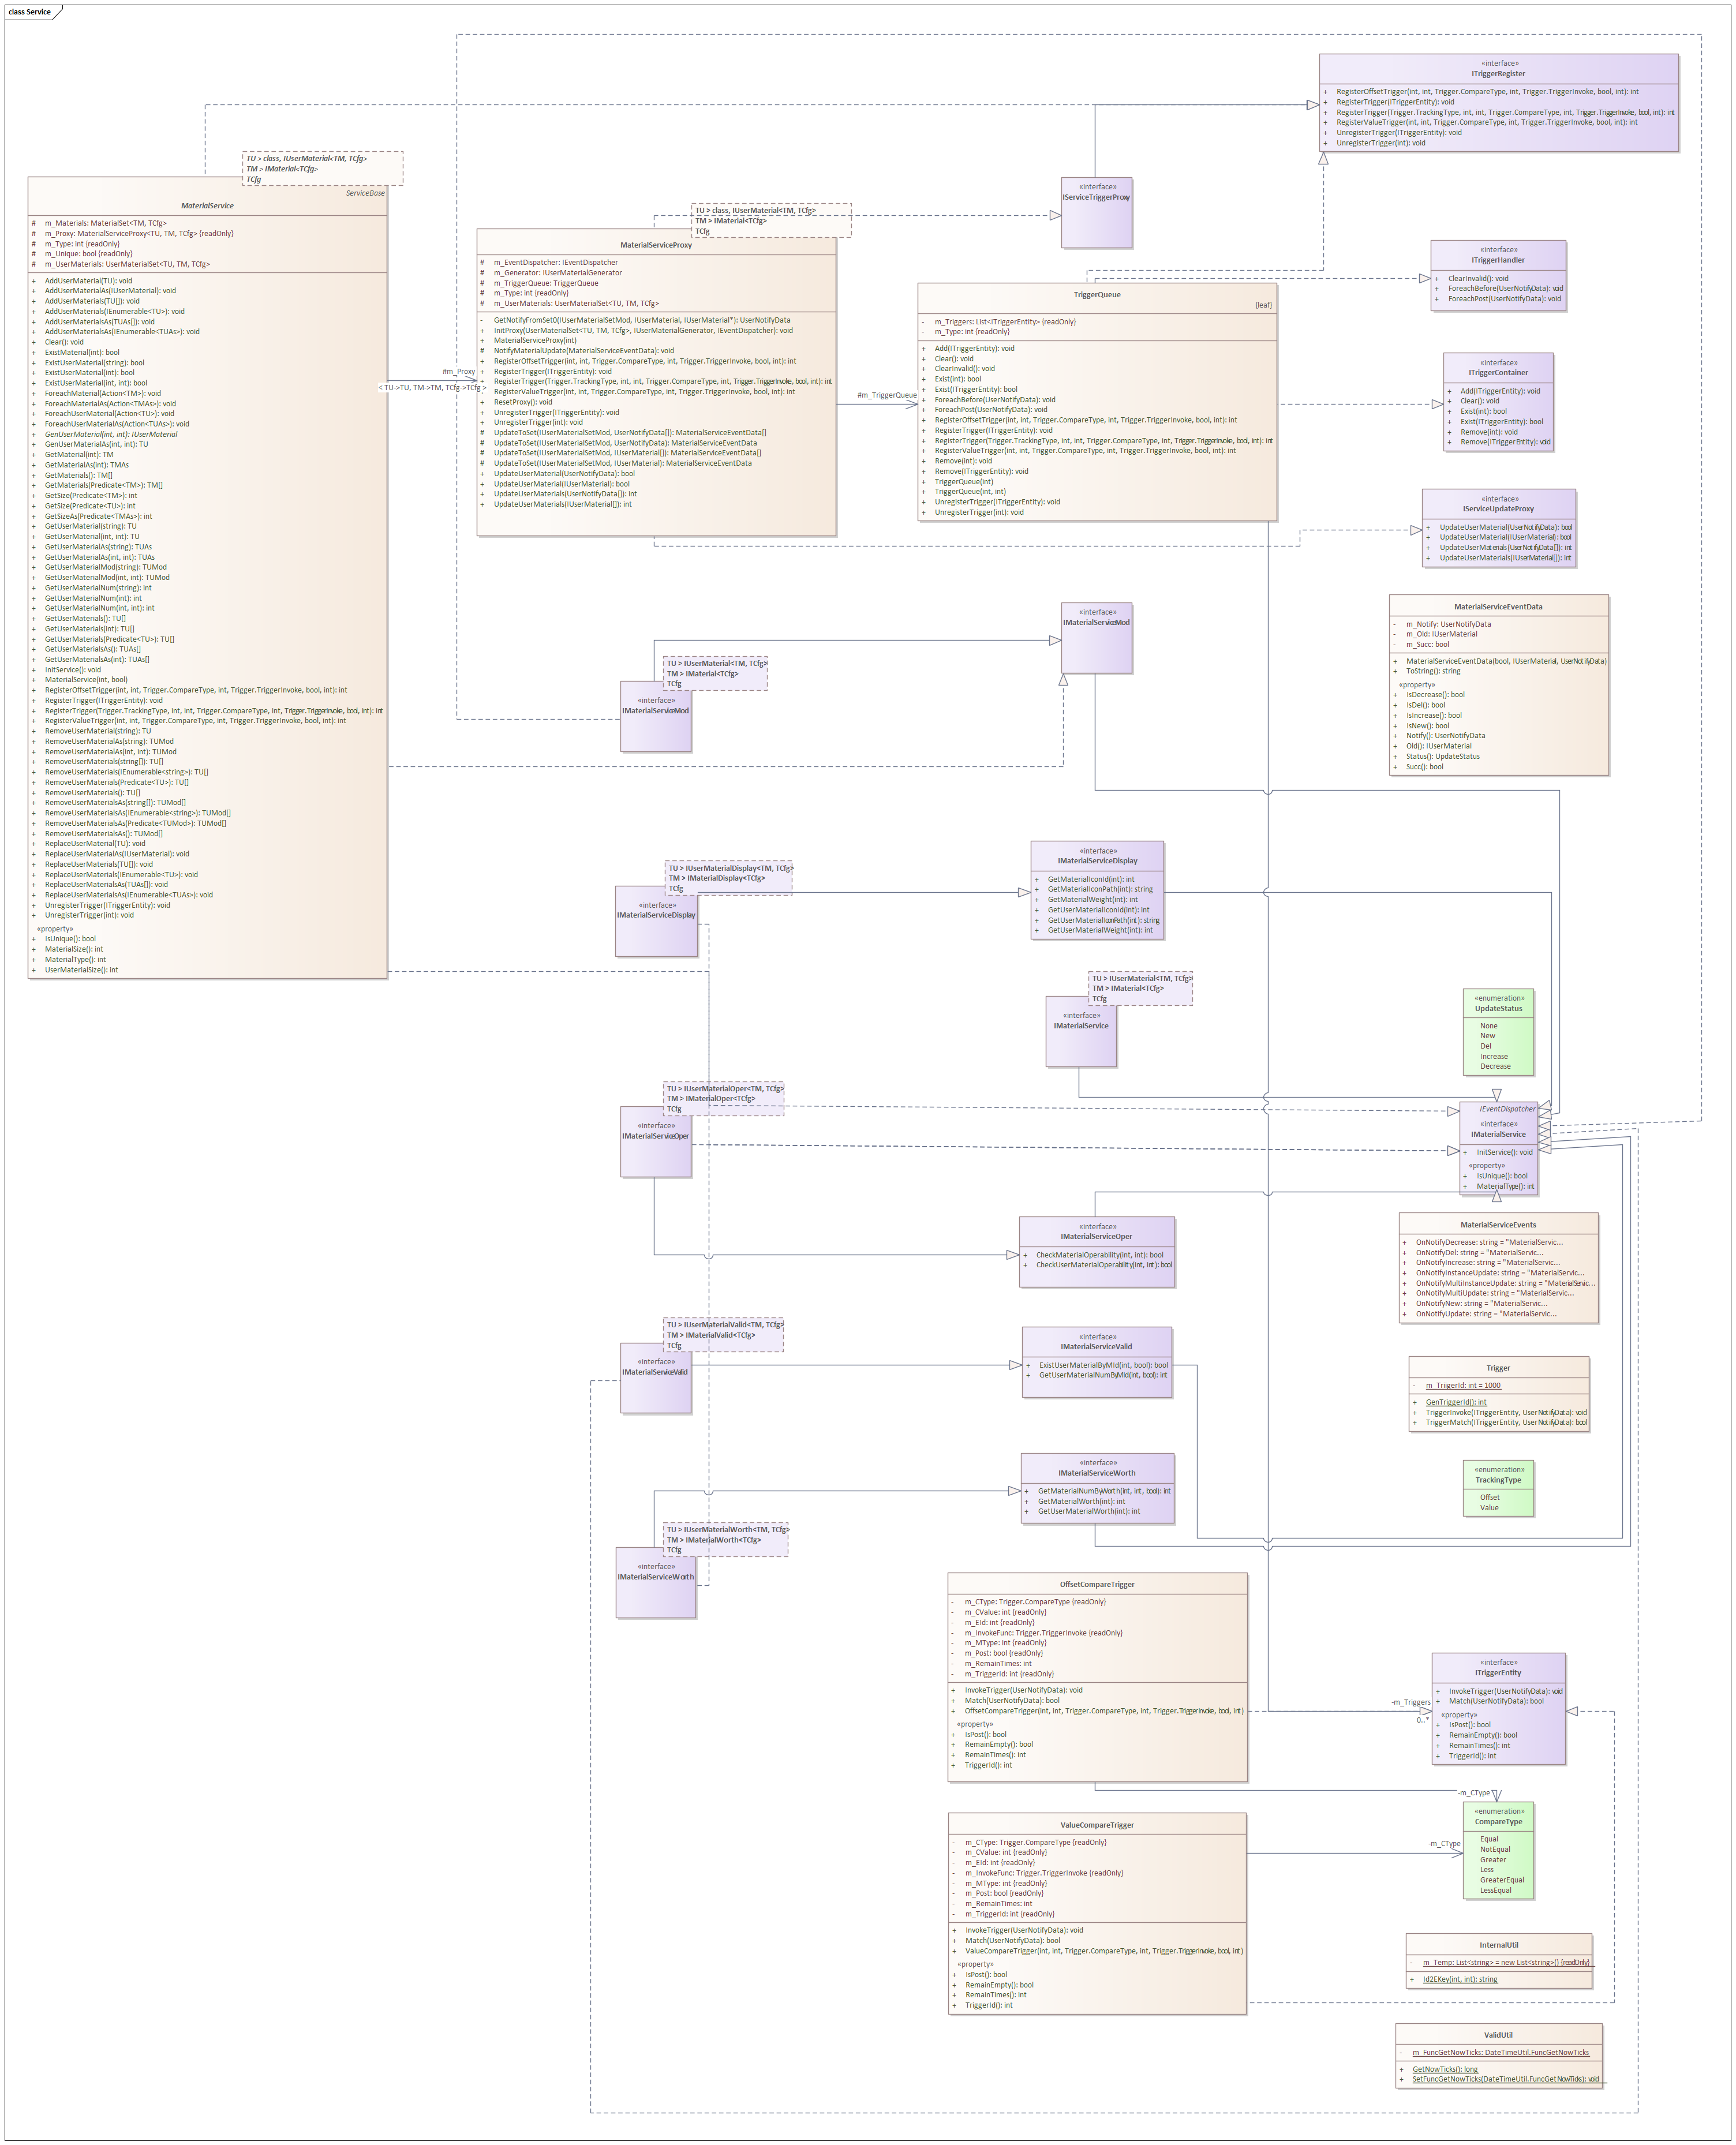 class Service
«interface»
ITriggerRegister
+ RegisterOffsetTrigger(int, int, Trigger.CompareType, int, Trigger.TriggerInvoke, bool, int): int
+ RegisterTrigger(ITriggerEntity): void
+ RegisterTrigger(Trigger.TrackingType, int, int, Trigger.CompareType, int, Trigger.TriggerInvoke, bool, int): int
+ RegisterValueTrigger(int, int, Trigger.CompareType, int, Trigger.TriggerInvoke, bool, int): int
+ UnregisterTrigger(ITriggerEntity): void
+ UnregisterTrigger(int): void
TU > class, IUserMaterial<TM, TCfg>
TM > IMaterial<TCfg>
TCfg
ServiceBase
MaterialService
# m_Materials: MaterialSet<TM, TCfg>
# m_Proxy: MaterialServiceProxy<TU, TM, TCfg> {readOnly}
# m_Type: int {readOnly}
# m_Unique: bool {readOnly}
# m_UserMaterials: UserMaterialSet<TU, TM, TCfg>
+ AddUserMaterial(TU): void
+ AddUserMaterialAs(IUserMaterial): void
+ AddUserMaterials(TU[]): void
+ AddUserMaterials(IEnumerable<TU>): void
+ AddUserMaterialsAs(TUAs[]): void
+ AddUserMaterialsAs(IEnumerable<TUAs>): void
+ Clear(): void
+ ExistMaterial(int): bool
+ ExistUserMaterial(string): bool
+ ExistUserMaterial(int): bool
+ ExistUserMaterial(int, int): bool
+ ForeachMaterial(Action<TM>): void
+ ForeachMaterialAs(Action<TMAs>): void
+ ForeachUserMaterial(Action<TU>): void
+ ForeachUserMaterialAs(Action<TUAs>): void
+ GenUserMaterial(int, int): IUserMaterial
+ GenUserMaterialAs(int, int): TU
+ GetMaterial(int): TM
+ GetMaterialAs(int): TMAs
+ GetMaterials(): TM[]
+ GetMaterials(Predicate<TM>): TM[]
+ GetSize(Predicate<TM>): int
+ GetSize(Predicate<TU>): int
+ GetSizeAs(Predicate<TMAs>): int
+ GetUserMaterial(string): TU
+ GetUserMaterial(int, int): TU
+ GetUserMaterialAs(string): TUAs
+ GetUserMaterialAs(int, int): TUAs
+ GetUserMaterialMod(string): TUMod
+ GetUserMaterialMod(int, int): TUMod
+ GetUserMaterialNum(string): int
+ GetUserMaterialNum(int): int
+ GetUserMaterialNum(int, int): int
+ GetUserMaterials(): TU[]
+ GetUserMaterials(int): TU[]
+ GetUserMaterials(Predicate<TU>): TU[]
+ GetUserMaterialsAs(): TUAs[]
+ GetUserMaterialsAs(int): TUAs[]
+ InitService(): void
+ MaterialService(int, bool)
+ RegisterOffsetTrigger(int, int, Trigger.CompareType, int, Trigger.TriggerInvoke, bool, int): int
+ RegisterTrigger(ITriggerEntity): void
+ RegisterTrigger(Trigger.TrackingType, int, int, Trigger.CompareType, int, Trigger.TriggerInvoke, bool, int): int
+ RegisterValueTrigger(int, int, Trigger.CompareType, int, Trigger.TriggerInvoke, bool, int): int
+ RemoveUserMaterial(string): TU
+ RemoveUserMaterialAs(string): TUMod
+ RemoveUserMaterialAs(int, int): TUMod
+ RemoveUserMaterials(string[]): TU[]
+ RemoveUserMaterials(IEnumerable<string>): TU[]
+ RemoveUserMaterials(Predicate<TU>): TU[]
+ RemoveUserMaterials(): TU[]
+ RemoveUserMaterialsAs(string[]): TUMod[]
+ RemoveUserMaterialsAs(IEnumerable<string>): TUMod[]
+ RemoveUserMaterialsAs(Predicate<TUMod>): TUMod[]
+ RemoveUserMaterialsAs(): TUMod[]
+ ReplaceUserMaterial(TU): void
+ ReplaceUserMaterialAs(IUserMaterial): void
+ ReplaceUserMaterials(TU[]): void
+ ReplaceUserMaterials(IEnumerable<TU>): void
+ ReplaceUserMaterialsAs(TUAs[]): void
+ ReplaceUserMaterialsAs(IEnumerable<TUAs>): void
+ UnregisterTrigger(ITriggerEntity): void
+ UnregisterTrigger(int): void
«property»
+ IsUnique(): bool
+ MaterialSize(): int
+ MaterialType(): int
+ UserMaterialSize(): int
#m_Proxy
< TU->TU, TM->TM, TCfg->TCfg >
TU > class, IUserMaterial<TM, TCfg>
TM > IMaterial<TCfg>
TCfg
MaterialServiceProxy
# m_EventDispatcher: IEventDispatcher
# m_Generator: IUserMaterialGenerator
# m_TriggerQueue: TriggerQueue
# m_Type: int {readOnly}
# m_UserMaterials: UserMaterialSet<TU, TM, TCfg>
- GetNotifyFromSet0(IUserMaterialSetMod, IUserMaterial, IUserMaterial*): UserNotifyData
+ InitProxy(UserMaterialSet<TU, TM, TCfg>, IUserMaterialGenerator, IEventDispatcher): void
+ MaterialServiceProxy(int)
# NotifyMaterialUpdate(MaterialServiceEventData): void
+ RegisterOffsetTrigger(int, int, Trigger.CompareType, int, Trigger.TriggerInvoke, bool, int): int
+ RegisterTrigger(ITriggerEntity): void
+ RegisterTrigger(Trigger.TrackingType, int, int, Trigger.CompareType, int, Trigger.TriggerInvoke, bool, int): int
+ RegisterValueTrigger(int, int, Trigger.CompareType, int, Trigger.TriggerInvoke, bool, int): int
+ ResetProxy(): void
+ UnregisterTrigger(ITriggerEntity): void
+ UnregisterTrigger(int): void
# UpdateToSet(IUserMaterialSetMod, UserNotifyData[]): MaterialServiceEventData[]
# UpdateToSet(IUserMaterialSetMod, UserNotifyData): MaterialServiceEventData
# UpdateToSet(IUserMaterialSetMod, IUserMaterial[]): MaterialServiceEventData[]
# UpdateToSet(IUserMaterialSetMod, IUserMaterial): MaterialServiceEventData
+ UpdateUserMaterial(UserNotifyData): bool
+ UpdateUserMaterial(IUserMaterial): bool
+ UpdateUserMaterials(UserNotifyData[]): int
+ UpdateUserMaterials(IUserMaterial[]): int
#m_TriggerQueue
«interface»
IServiceTriggerProxy
TriggerQueue
{leaf}
- m_Triggers: List<ITriggerEntity> {readOnly}
- m_Type: int {readOnly}
+ Add(ITriggerEntity): void
+ Clear(): void
+ ClearInvalid(): void
+ Exist(int): bool
+ Exist(ITriggerEntity): bool
+ ForeachBefore(UserNotifyData): void
+ ForeachPost(UserNotifyData): void
+ RegisterOffsetTrigger(int, int, Trigger.CompareType, int, Trigger.TriggerInvoke, bool, int): int
+ RegisterTrigger(ITriggerEntity): void
+ RegisterTrigger(Trigger.TrackingType, int, int, Trigger.CompareType, int, Trigger.TriggerInvoke, bool, int): int
+ RegisterValueTrigger(int, int, Trigger.CompareType, int, Trigger.TriggerInvoke, bool, int): int
+ Remove(int): void
+ Remove(ITriggerEntity): void
+ TriggerQueue(int)
+ TriggerQueue(int, int)
+ UnregisterTrigger(ITriggerEntity): void
+ UnregisterTrigger(int): void
«interface»
ITriggerHandler
+ ClearInvalid(): void
+ ForeachBefore(UserNotifyData): void
+ ForeachPost(UserNotifyData): void
«interface»
ITriggerContainer
+ Add(ITriggerEntity): void
+ Clear(): void
+ Exist(int): bool
+ Exist(ITriggerEntity): bool
+ Remove(int): void
+ Remove(ITriggerEntity): void
«interface»
IServiceUpdateProxy
+ UpdateUserMaterial(UserNotifyData): bool
+ UpdateUserMaterial(IUserMaterial): bool
+ UpdateUserMaterials(UserNotifyData[]): int
+ UpdateUserMaterials(IUserMaterial[]): int
«interface»
IMaterialServiceMod
TU > IUserMaterial<TM, TCfg>
TM > IMaterial<TCfg>
TCfg
«interface»
IMaterialServiceMod
MaterialServiceEventData
- m_Notify: UserNotifyData
- m_Old: IUserMaterial
- m_Succ: bool
+ MaterialServiceEventData(bool, IUserMaterial, UserNotifyData)
+ ToString(): string
«property»
+ IsDecrease(): bool
+ IsDel(): bool
+ IsIncrease(): bool
+ IsNew(): bool
+ Notify(): UserNotifyData
+ Old(): IUserMaterial
+ Status(): UpdateStatus
+ Succ(): bool
TU > IUserMaterialDisplay<TM, TCfg>
TM > IMaterialDisplay<TCfg>
TCfg
«interface»
IMaterialServiceDisplay
«interface»
IMaterialServiceDisplay
+ GetMaterialIconId(int): int
+ GetMaterialIconPath(int): string
+ GetMaterialWeight(int): int
+ GetUserMaterialIconId(int): int
+ GetUserMaterialIconPath(int): string
+ GetUserMaterialWeight(int): int
TU > IUserMaterial<TM, TCfg>
TM > IMaterial<TCfg>
TCfg
«interface»
IMaterialService
«enumeration»
UpdateStatus
None
New
Del
Increase
Decrease
TU > IUserMaterialOper<TM, TCfg>
TM > IMaterialOper<TCfg>
TCfg
«interface»
IMaterialServiceOper
IEventDispatcher
«interface»
IMaterialService
+ InitService(): void
«property»
+ IsUnique(): bool
+ MaterialType(): int
«interface»
IMaterialServiceOper
+ CheckMaterialOperability(int, int): bool
+ CheckUserMaterialOperablity(int, int): bool
MaterialServiceEvents
+ OnNotifyDecrease: string = "MaterialServic...
+ OnNotifyDel: string = "MaterialServic...
+ OnNotifyIncrease: string = "MaterialServic...
+ OnNotifyInstanceUpdate: string = "MaterialServic...
+ OnNotifyMultiInstanceUpdate: string = "MaterialServic...
+ OnNotifyMultiUpdate: string = "MaterialServic...
+ OnNotifyNew: string = "MaterialServic...
+ OnNotifyUpdate: string = "MaterialServic...
TU > IUserMaterialValid<TM, TCfg>
TM > IMaterialValid<TCfg>
TCfg
«interface»
IMaterialServiceValid
«interface»
IMaterialServiceValid
+ ExistUserMaterialByMId(int, bool): bool
+ GetUserMaterialNumByMId(int, bool): int
Trigger
- m_TriigerId: int = 1000
+ GenTriggerId(): int
+ TriggerInvoke(ITriggerEntity, UserNotifyData): void
+ TriggerMatch(ITriggerEntity, UserNotifyData): bool
«interface»
IMaterialServiceWorth
+ GetMaterialNumByWorth(int, int, bool): int
+ GetMaterialWorth(int): int
+ GetUserMaterialWorth(int): int
«enumeration»
TrackingType
Offset
Value
TU > IUserMaterialWorth<TM, TCfg>
TM > IMaterialWorth<TCfg>
TCfg
«interface»
IMaterialServiceWorth
OffsetCompareTrigger
- m_CType: Trigger.CompareType {readOnly}
- m_CValue: int {readOnly}
- m_EId: int {readOnly}
- m_InvokeFunc: Trigger.TriggerInvoke {readOnly}
- m_MType: int {readOnly}
- m_Post: bool {readOnly}
- m_RemainTimes: int
- m_TriggerId: int {readOnly}
+ InvokeTrigger(UserNotifyData): void
+ Match(UserNotifyData): bool
+ OffsetCompareTrigger(int, int, Trigger.CompareType, int, Trigger.TriggerInvoke, bool, int)
«property»
+ IsPost(): bool
+ RemainEmpty(): bool
+ RemainTimes(): int
+ TriggerId(): int
-m_Triggers
0..*
«interface»
ITriggerEntity
+ InvokeTrigger(UserNotifyData): void
+ Match(UserNotifyData): bool
«property»
+ IsPost(): bool
+ RemainEmpty(): bool
+ RemainTimes(): int
+ TriggerId(): int
-m_CType
«enumeration»
CompareType
Equal
NotEqual
Greater
Less
GreaterEqual
LessEqual
ValueCompareTrigger
- m_CType: Trigger.CompareType {readOnly}
- m_CValue: int {readOnly}
- m_EId: int {readOnly}
- m_InvokeFunc: Trigger.TriggerInvoke {readOnly}
- m_MType: int {readOnly}
- m_Post: bool {readOnly}
- m_RemainTimes: int
- m_TriggerId: int {readOnly}
+ InvokeTrigger(UserNotifyData): void
+ Match(UserNotifyData): bool
+ ValueCompareTrigger(int, int, Trigger.CompareType, int, Trigger.TriggerInvoke, bool, int)
«property»
+ IsPost(): bool
+ RemainEmpty(): bool
+ RemainTimes(): int
+ TriggerId(): int
-m_CType
InternalUtil
- m_Temp: List<string> = new List<string>() {readOnly}
+ Id2EKey(int, int): string
ValidUtil
- m_FuncGetNowTicks: DateTimeUtil.FuncGetNowTicks
+ GetNowTicks(): long
+ SetFuncGetNowTicks(DateTimeUtil.FuncGetNowTicks): void